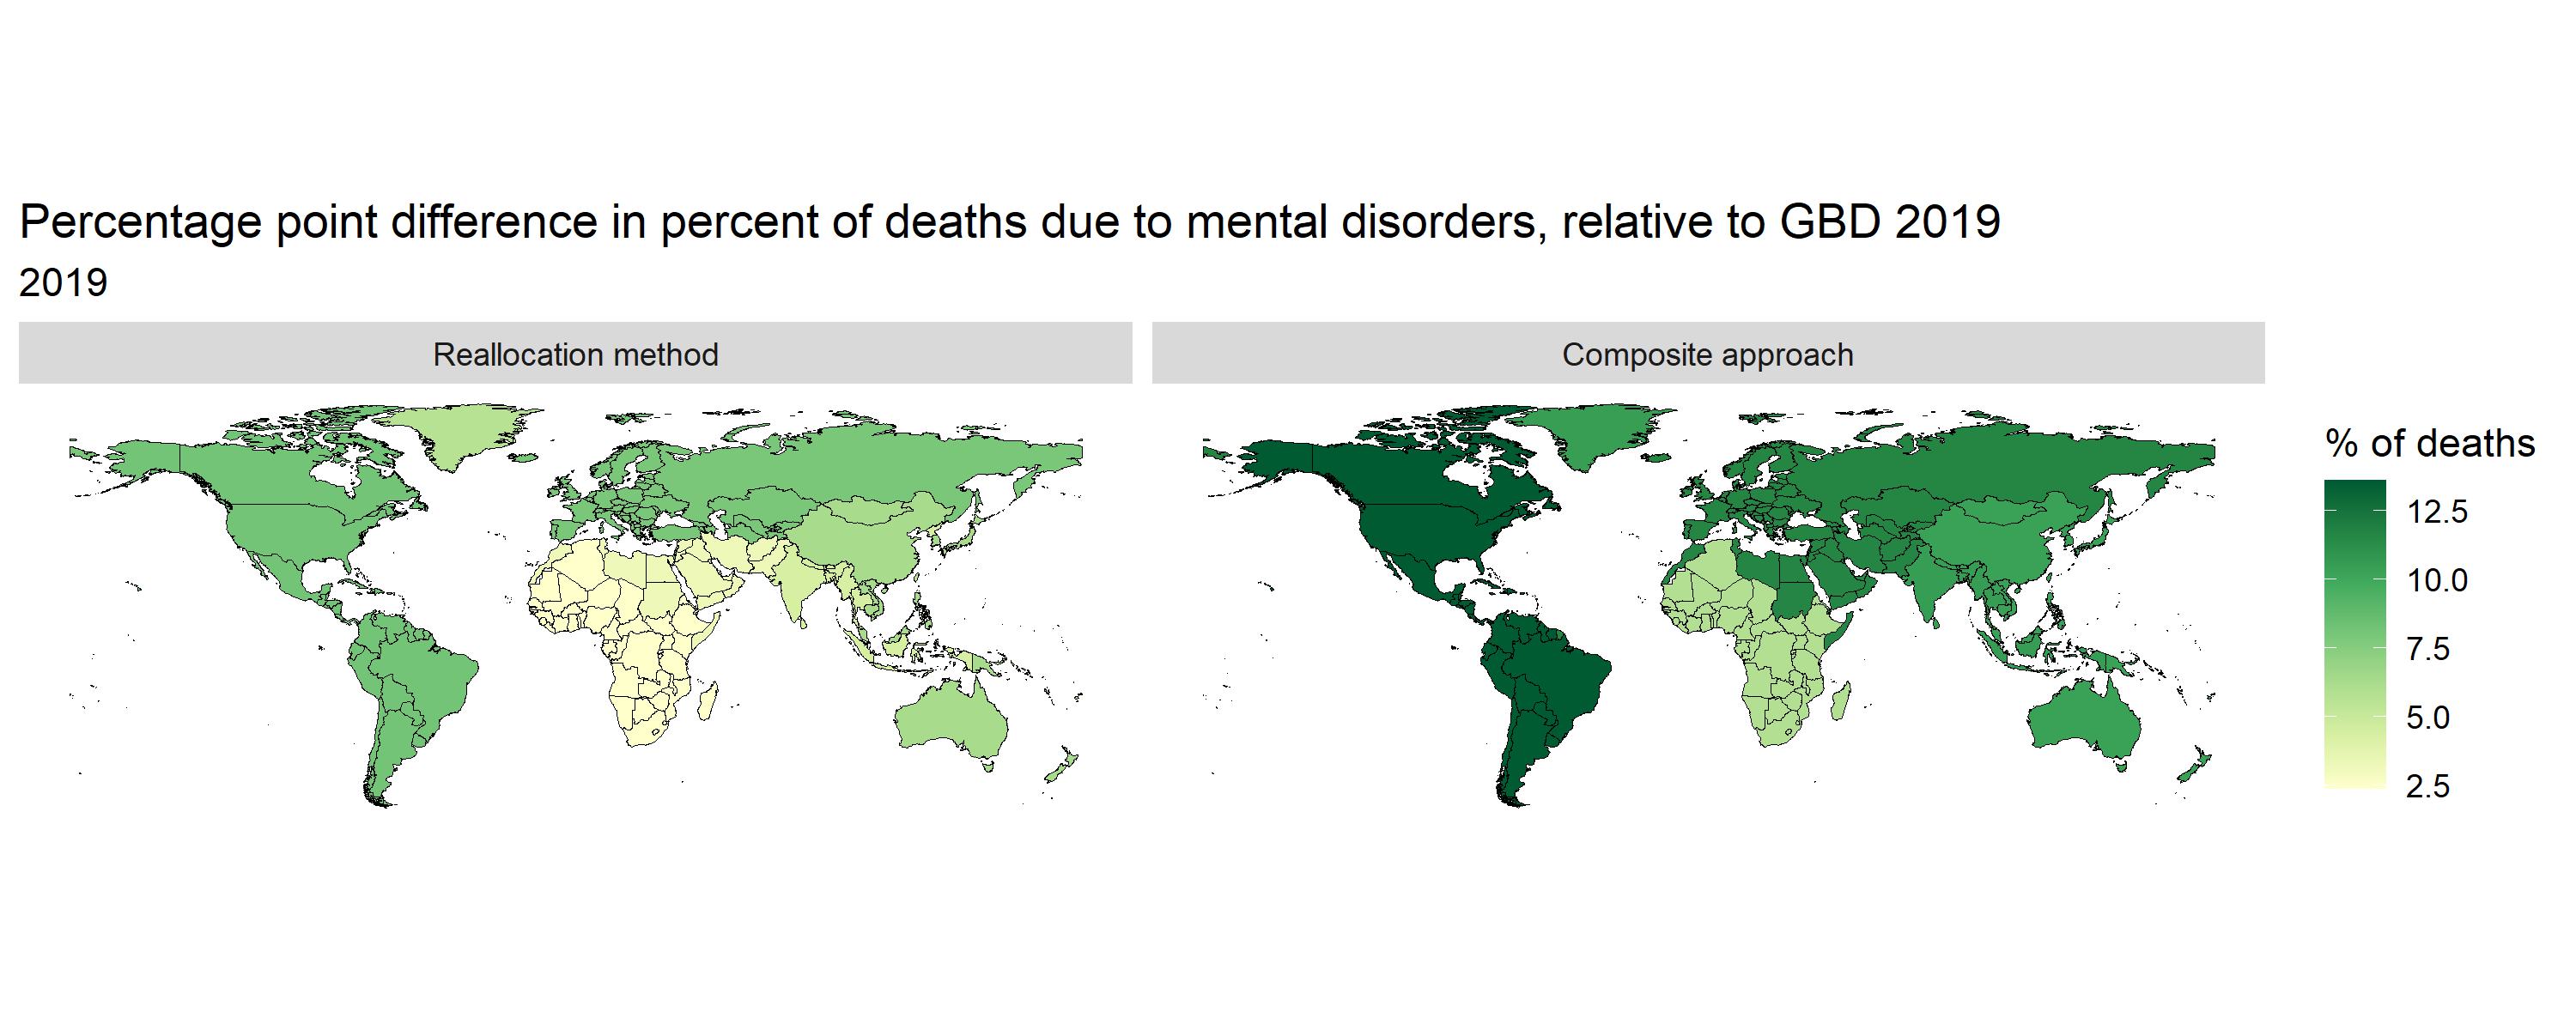 Percentage point difference in percent of deaths due to mental disorders, relative to GBD 2019
2019
Reallocation method
Composite approach
% of deaths
12.5
10.0
7.5
5.0
2.5